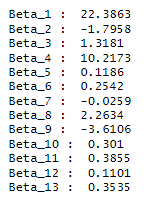 Beta_1 :  22.3863
Beta_2 :  -1.7958
Beta_3 :  1.3181
Beta_4 :  10.2173
Beta_5 :  0.1186
Beta_6 :  0.2542
Beta_7 :  -0.0259
Beta_8 :  2.2634
Beta_9 :  -3.6106
Beta_10 :  0.301
Beta_11 :  0.3855
Beta_12 :  0.1101
Beta_13 :  0.3535